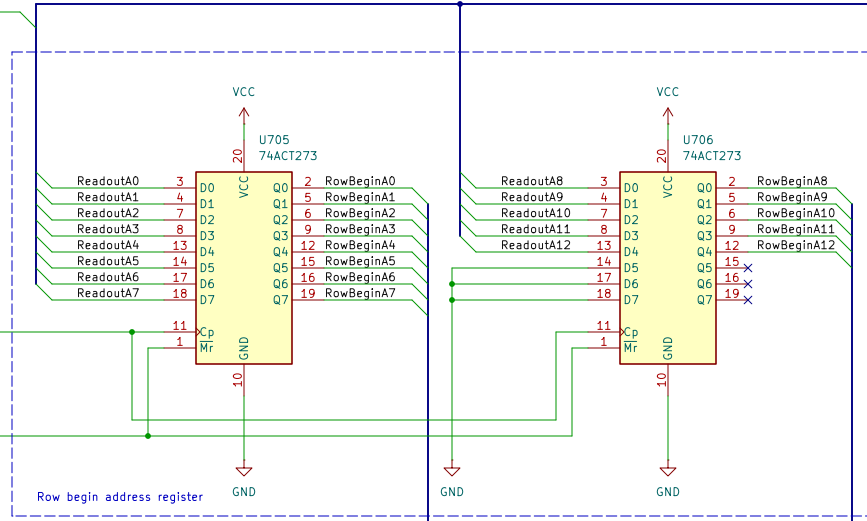 VCC
U705
74ACT273
20
VCC
ReadoutA0 3 D0 Q0 2 RowBeginA0
ReadoutA1 4 D1 Q1 5 RowBeginA1
ReadoutA2 7 D2 Q2 6 RowBeginA2
ReadoutA3 8 D3 Q3 9 RowBeginA3
ReadoutA4 13 D4 Q4 12 RowBeginA4
ReadoutA5 14 D5 Q5 15 RowBeginA5
ReadoutA6 17 D6 Q6 16 RowBeginA6
ReadoutA7 18 D7 Q7 19 RowBeginA7
11 Cp
1 Mr
GND
10
GND
VCC
U706
74ACT273
20
VCC
ReadoutA8 3 D0 Q0 2 RowBeginA8
ReadoutA9 4 D1 Q1 5 RowBeginA9
ReadoutA10 7 D2 Q2 6 RowBeginA10
ReadoutA11 8 D3 Q3 9 RowBeginA11
ReadoutA12 13 D4 Q4 12 RowBeginA12
14 D5 Q5 15
17 D6 Q6 16
18 D7 Q7 19
11 Cp
1 Mr
GND
10
GND
GND
Row begin address register